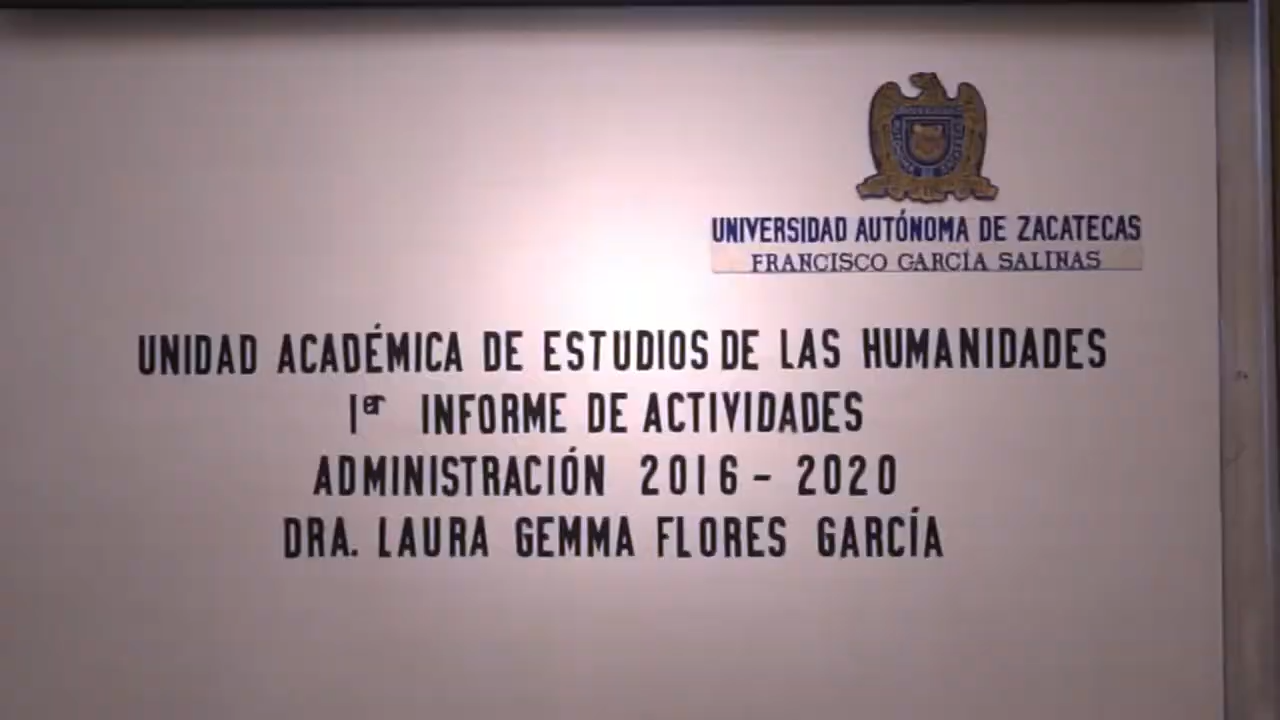 UNIVERSIDAD AUTÓNOMA DE ZACATECAS
FRANCISCO GARCÍA SALINAS
UNIDAD ACADÉMICA DE ESTUDIOS DE LAS HUMANIDADES
1er INFORME DE ACTIVIDADES
ADMINISTRACIÓN 2016 - 2020
DRA. LAURA GEMMA FLORES GARCÍA